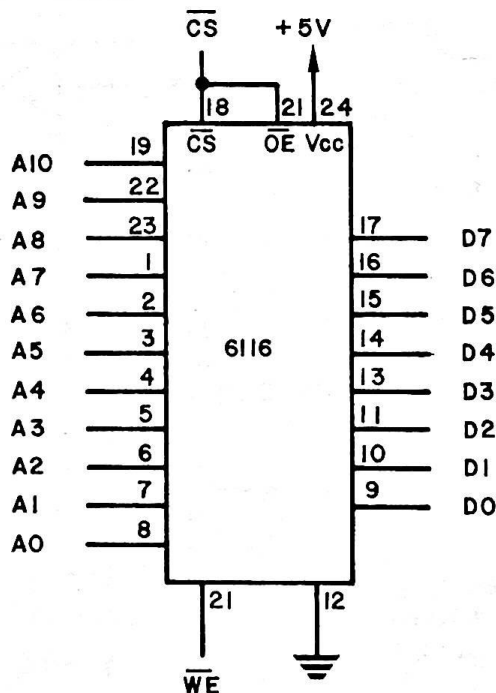 CS +5V
18 21 24
CS OE Vcc
A10 19
A9 22
A8 23 17 D7
A7 1 16 D6
A6 2 15 D5
A5 3 14 D4
6116
A4 4 13 D3
A3 5 11 D2
A2 6 10 D1
A1 7 9 D0
A0 8
21 12
WE